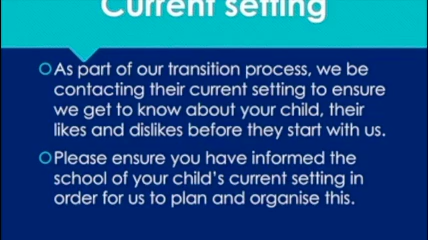 Current setting
As part of our transition process, we be
contacting their current setting to ensure
we get to know about your child, their
likes and dislikes before they start with us.
Please ensure you have informed the
school of your child's current setting in
order for us to plan and organise this.